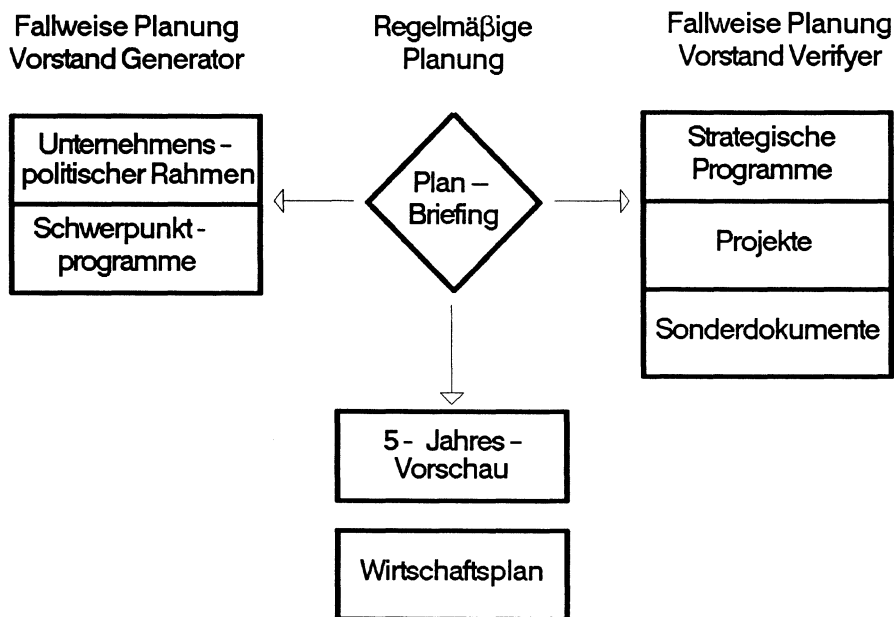 Fallweise Planung
Vorstand Generator
Regelmäßige
Planung
Fallweise Planung
Vorstand Verifyer
Unternehmens-
politischer Rahmen
Schwerpunkt-
programme
Plan-
Briefing
Strategische
Programme
Projekte
Sonderdokumente
5- Jahres-
Vorschau
Wirtschaftsplan